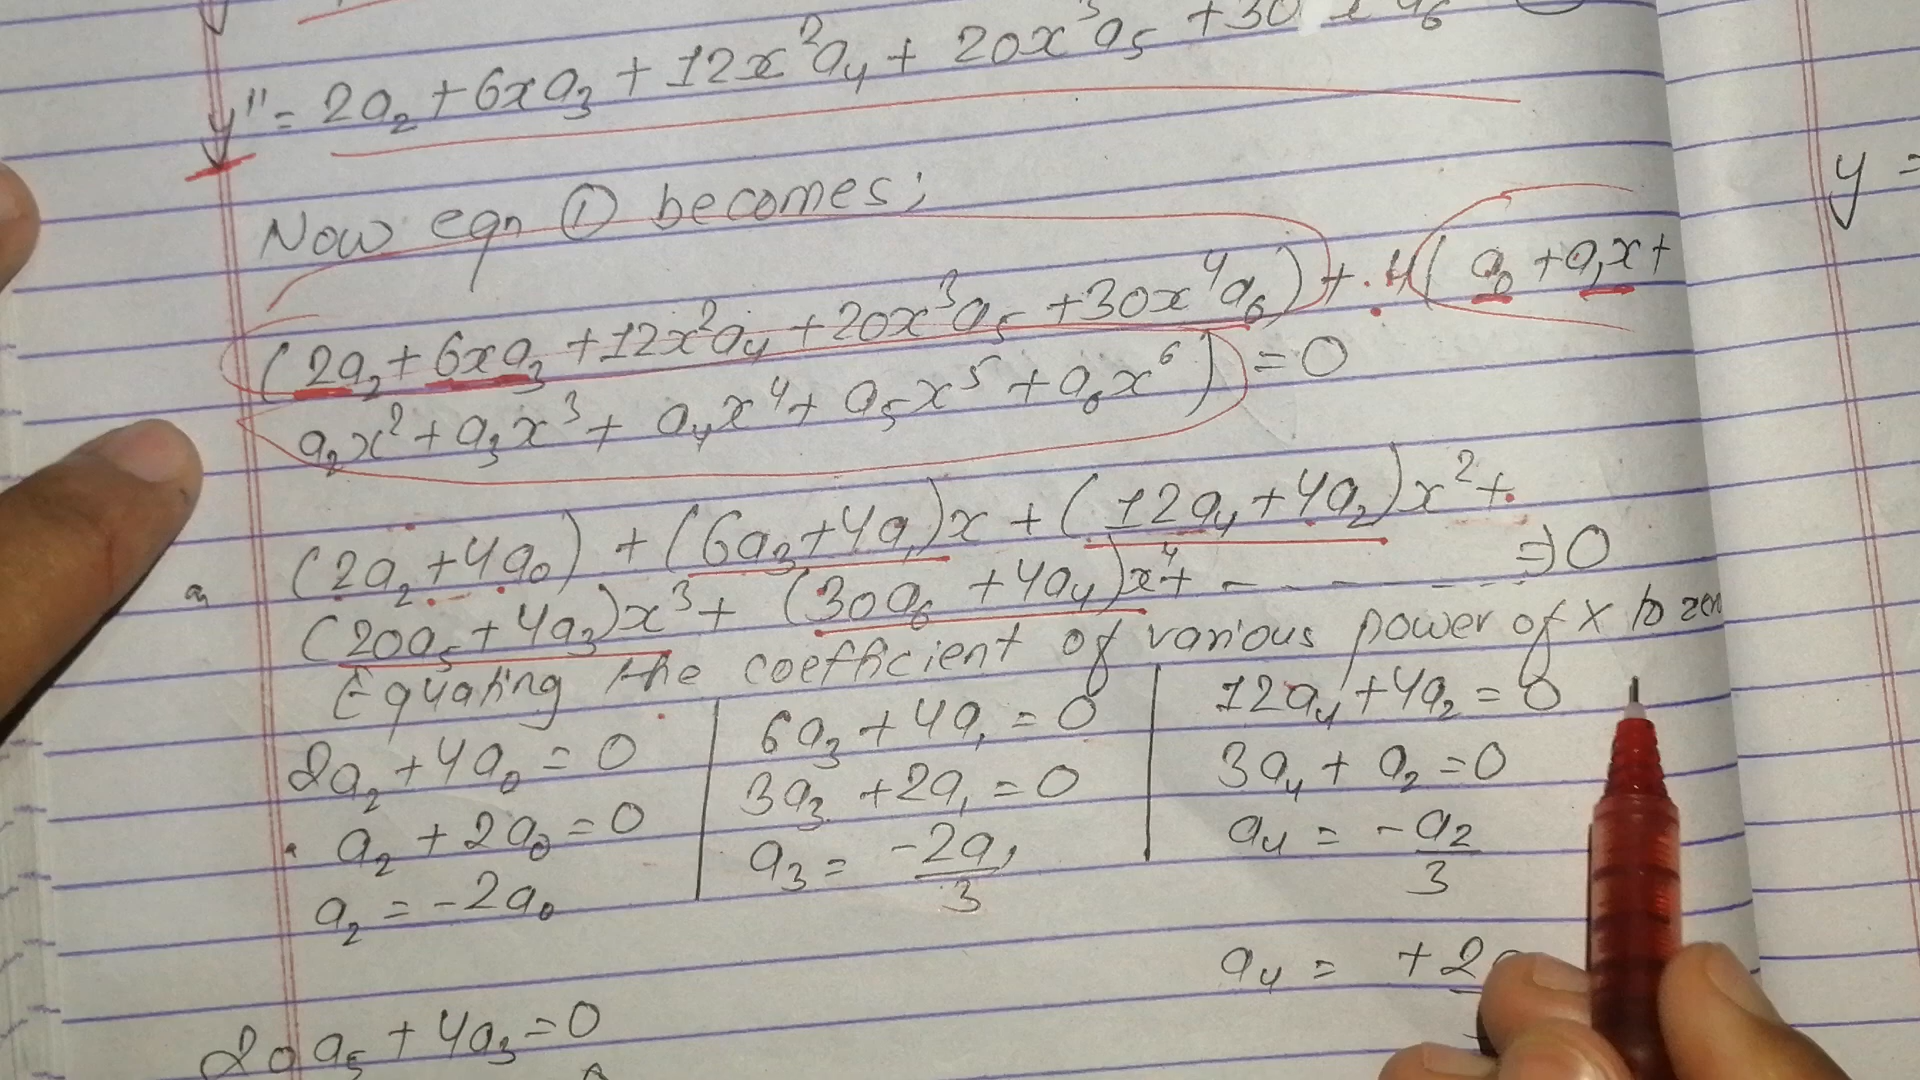 y'' = 2a₂ + 6xa₃ + 12x²a₄ + 20x³a₅ + 30
Now eqn ① becomes;
(2a₂ + 6xa₃ + 12x²a₄ + 20x³a₅ + 30x⁴a₆) + 4(a₀ + a₁x +
a₂x² + a₃x³ + a₄x⁴ + a₅x⁵ + a₆x⁶) = 0
(2a₂ + 4a₀) + (6a₃ + 4a₁)x + (12a₄ + 4a₂)x² +
(20a₅ + 4a₃)x³ + (30a₆ + 4a₄)x⁴ + - - - - - - ⇒ 0
Equating the coefficient of various power of x to zero
2a₂ + 4a₀ = 0
a₂ + 2a₀ = 0
a₂ = -2a₀
6a₃ + 4a₁ = 0
3a₃ + 2a₁ = 0
a₃ = -2a₁/3
12a₄ + 4a₂ = 0
3a₄ + a₂ = 0
a₄ = -a₂/3
a₄ = +2
20a₅ + 4a₃ = 0
y =